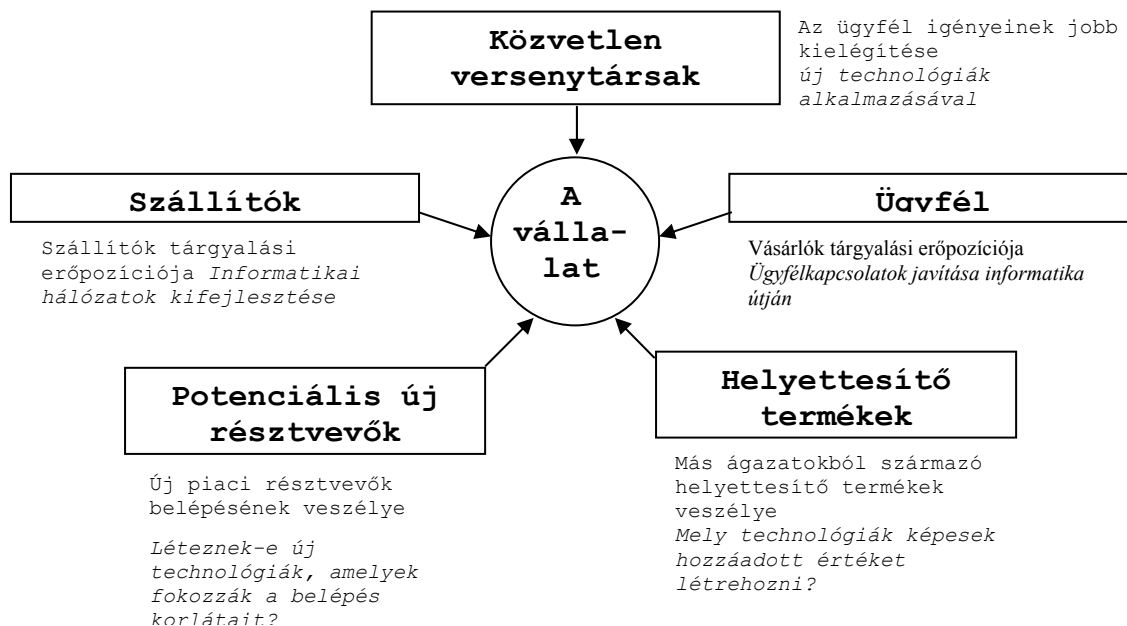 Közvetlen
versenytársak
Az ügyfél igényeinek jobb
kielégítése
új technológiák
alkalmazásával
Szállítók
A
válla-
lat
Ügyfél
Szállítók tárgyalási
erőpozíciója Informatikai
hálózatok kifejlesztése
Vásárlók tárgyalási erőpozíciója
Ügyfélkapcsolatok javítása informatika
útján
Potenciális új
résztvevők
Helyettesítő
termékek
Új piaci résztvevők
belépésének veszélye
Léteznek-e új
technológiák, amelyek
fokozzák a belépés
korlátait?
Más ágazatokból származó
helyettesítő termékek
veszélye
Mely technológiák képesek
hozzáadott értéket
létrehozni?